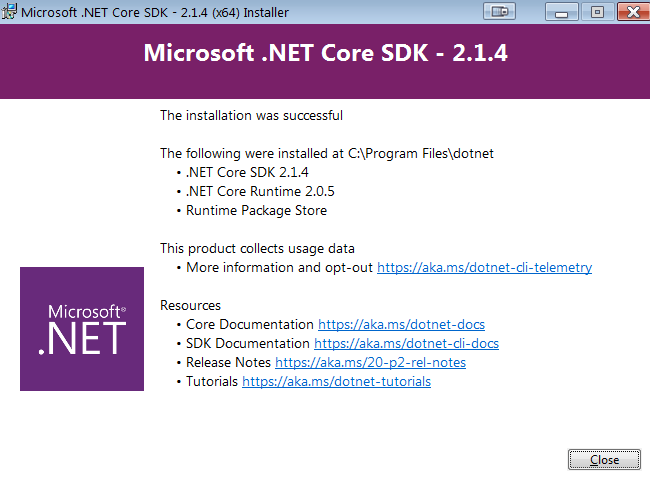 Microsoft .NET Core SDK - 2.1.4 (x64) Installer
Microsoft .NET Core SDK - 2.1.4
The installation was successful
The following were installed at C:\Program Files\dotnet
• .NET Core SDK 2.1.4
• .NET Core Runtime 2.0.5
• Runtime Package Store
This product collects usage data
• More information and opt-out https://aka.ms/dotnet-cli-telemetry
Resources
• Core Documentation https://aka.ms/dotnet-docs
• SDK Documentation https://aka.ms/dotnet-cli-docs
• Release Notes https://aka.ms/20-p2-rel-notes
• Tutorials https://aka.ms/dotnet-tutorials
Microsoft®
.NET
Close